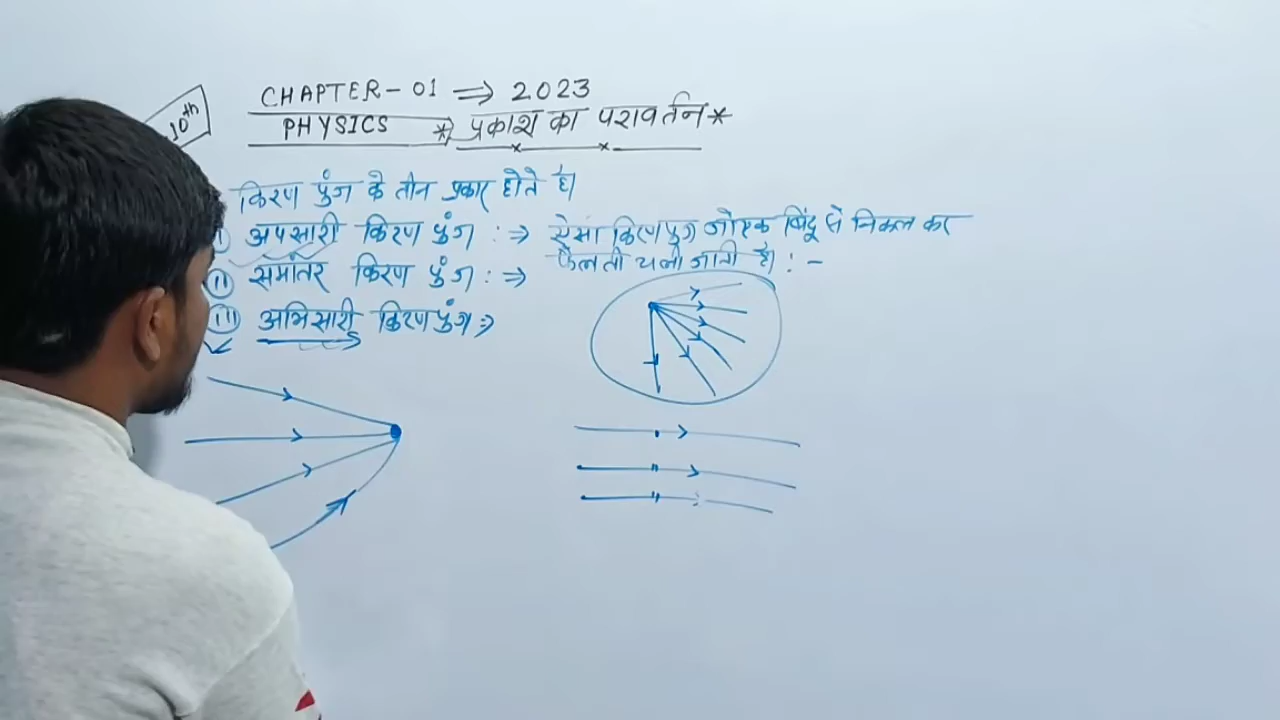 10th
CHAPTER-01 ⇒ 2023
PHYSICS * प्रकाश का परावर्तन *
किरण पुंज के तीन प्रकार होते है।
अपसारी किरण पुंज :⇒ ऐसा किरण पुंज जो एक बिंदू से निकल कर
फैलती चली जाती है। :-
(ii) समांतर किरण पुंज :⇒
(iii) अभिसारी किरण पुंज :⇒